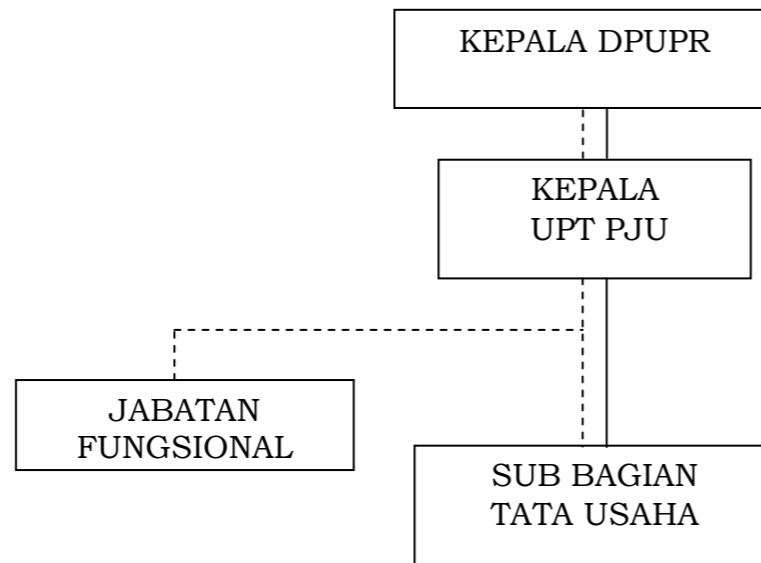 KEPALA DPUPR
KEPALA
UPT PJU
JABATAN
FUNGSIONAL
SUB BAGIAN
TATA USAHA